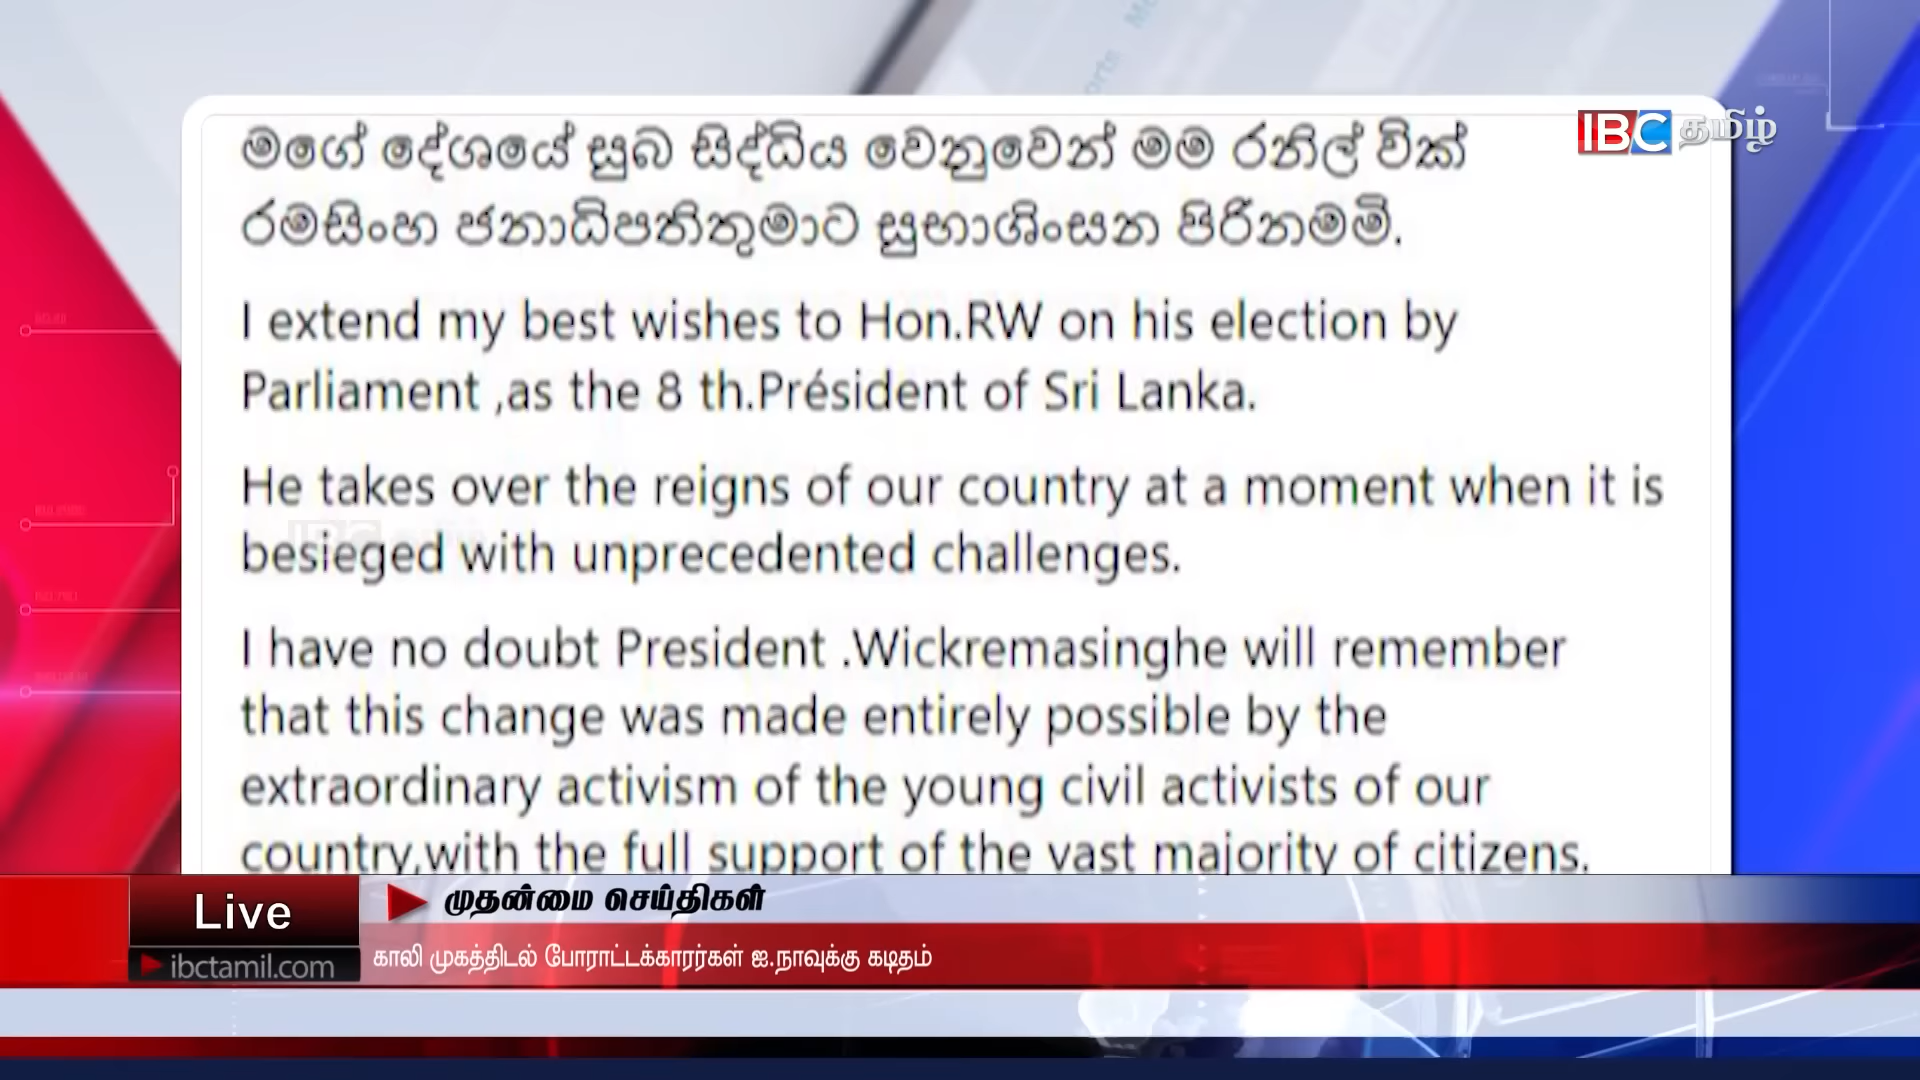 මගේ දේශයේ සුබ සිද්ධිය වෙනුවෙන් මම රනිල් වික්
රමසිංහ ජනාධිපතිතුමාට සුභාශිංසන පිරිනමමි.
IBC தமிழ்
I extend my best wishes to Hon.RW on his election by
Parliament ,as the 8 th.Présidént of Sri Lanka.
He takes over the reigns of our country at a moment when it is
besieged with unprecedented challenges.
I have no doubt President .Wickremasinghe will remember
that this change was made entirely possible by the
extraordinary activism of the young civil activists of our
country,with the full support of the vast majority of citizens.
Live
முதன்மை செய்திகள்
ibctamil.com
காலி முகத்திடல் போராட்டக்காரர்கள் ஐ.நாவுக்கு கடிதம்